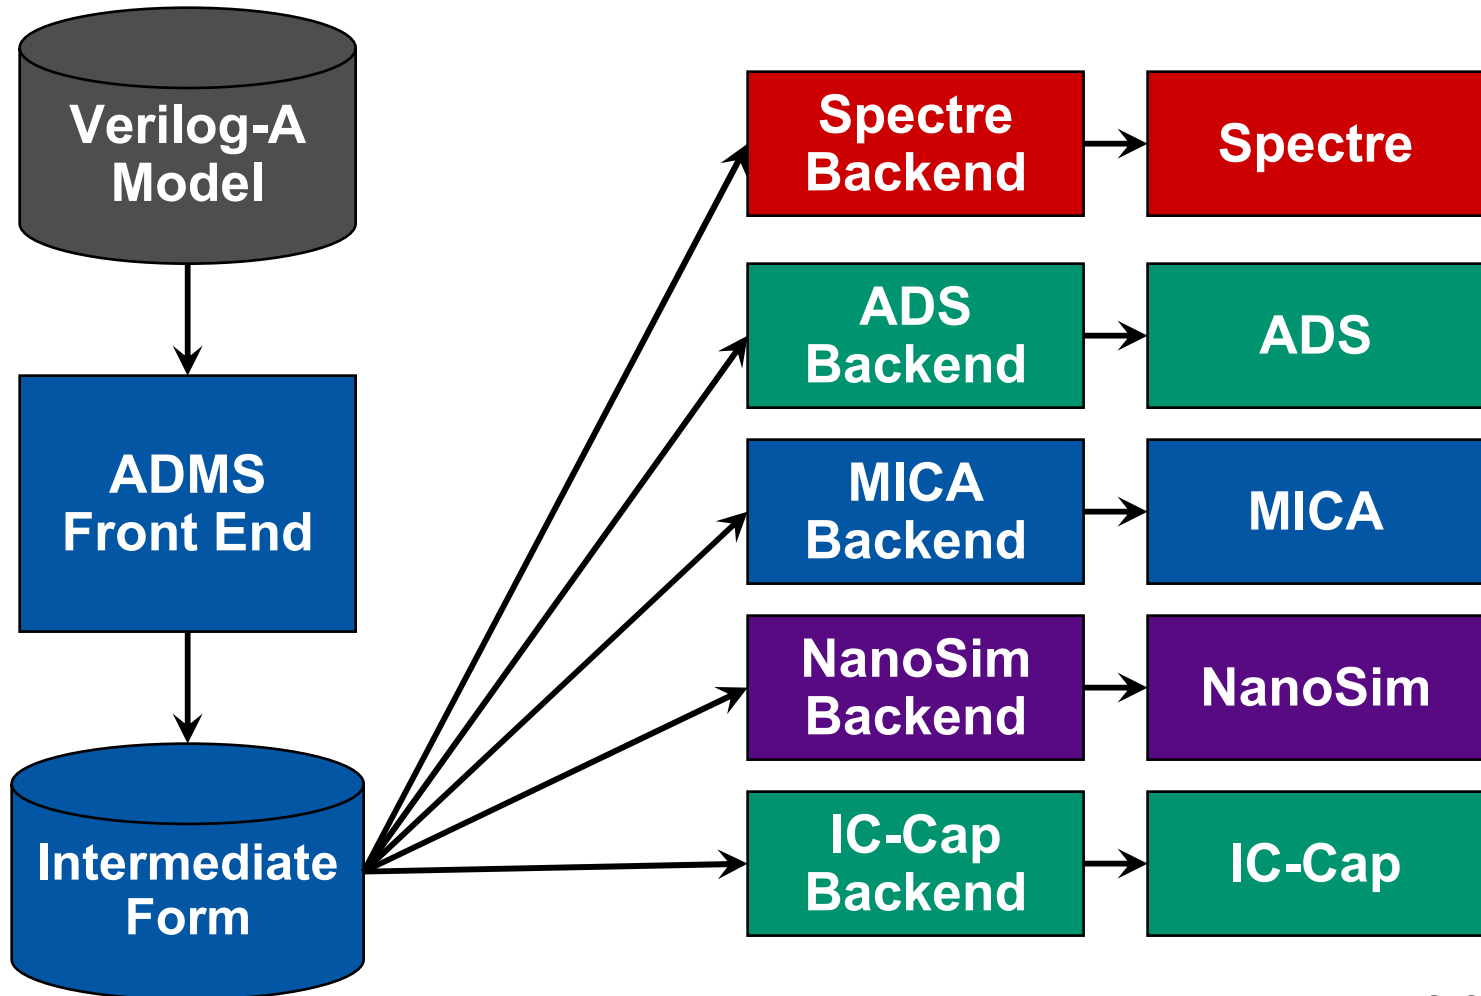 Verilog-A
Model
ADMS
Front End
Intermediate
Form
Spectre
Backend
Spectre
ADS
Backend
ADS
MICA
Backend
MICA
NanoSim
Backend
NanoSim
IC-Cap
Backend
IC-Cap